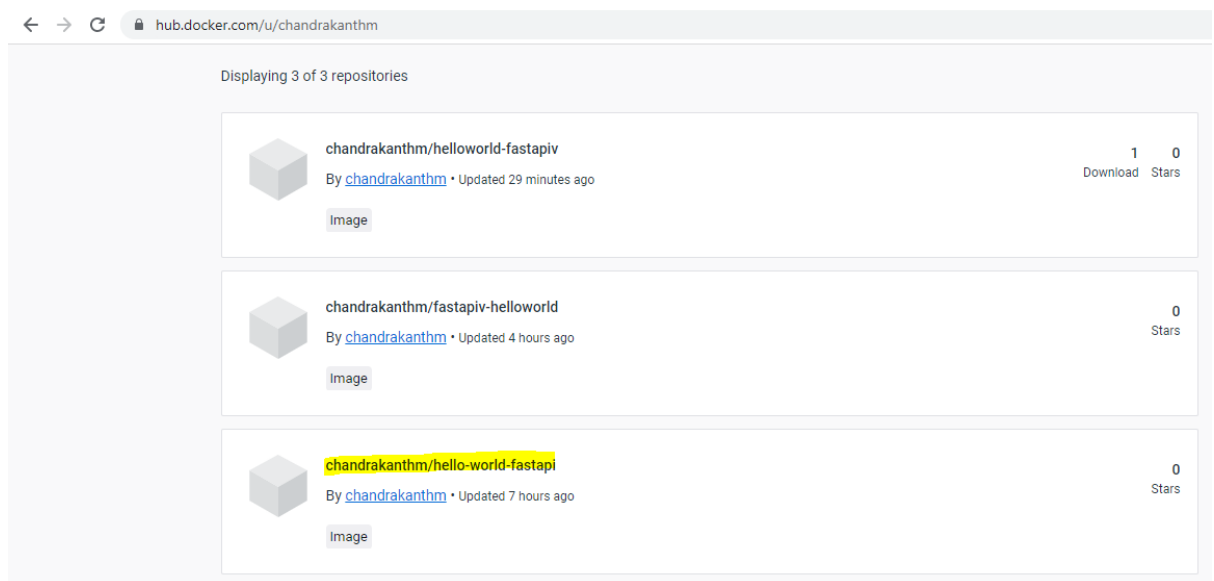 hub.docker.com/u/chandrakanthm
Displaying 3 of 3 repositories
chandrakanthm/helloworld-fastapiv
1 0
By chandrakanthm • Updated 29 minutes ago
Download Stars
Image
chandrakanthm/fastapiv-helloworld
0
By chandrakanthm • Updated 4 hours ago
Stars
Image
chandrakanthm/hello-world-fastapi
0
By chandrakanthm • Updated 7 hours ago
Stars
Image